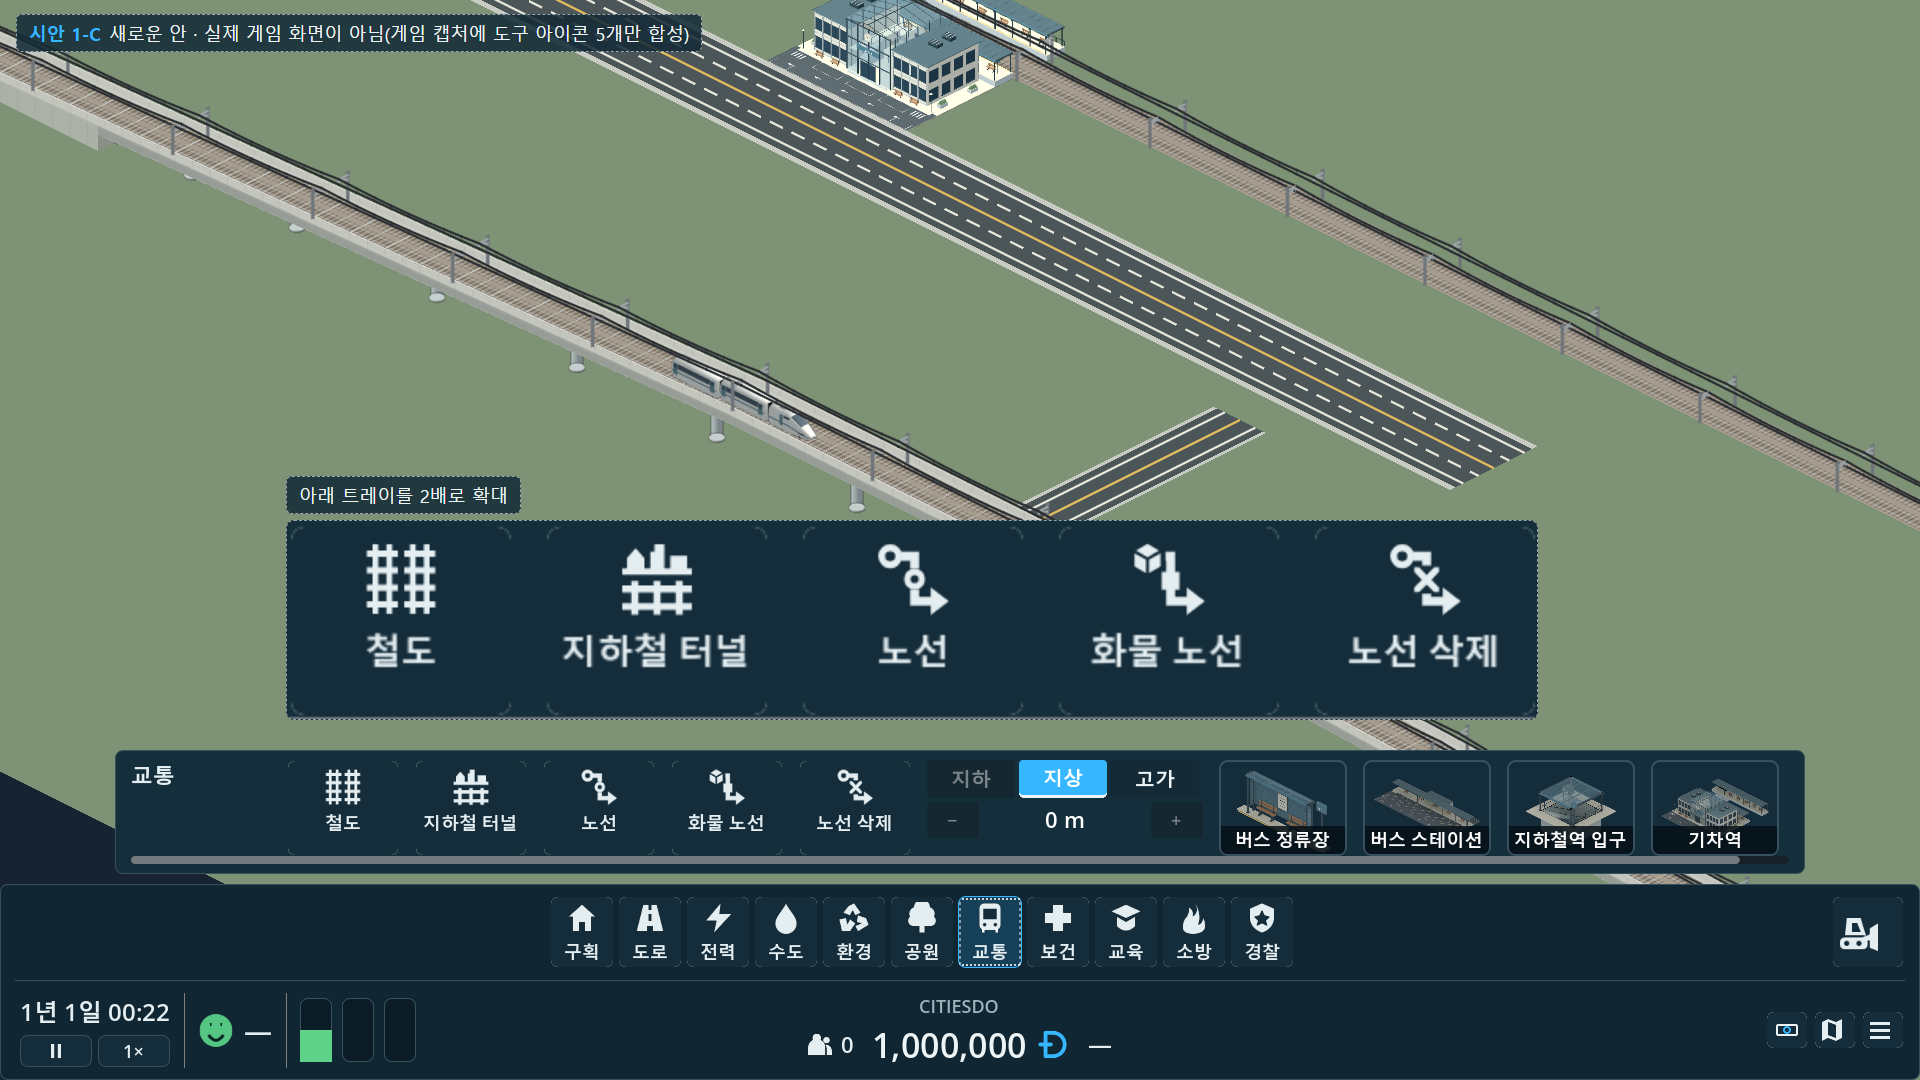 시안 1-C 새로운 안 · 실제 게임 화면이 아님(게임 캡처에 도구 아이콘 5개만 합성)
아래 트레이를 2배로 확대
철도 지하철 터널 노선 화물 노선 노선 삭제
교통
철도 지하철 터널 노선 화물 노선 노선 삭제
지하 지상 고가
− 0 m +
버스 정류장 버스 스테이션 지하철역 입구 기차역
구획 도로 전력 수도 환경 공원 교통 보건 교육 소방 경찰
1년 1일 00:22
1×
—
CITIESDO
0 1,000,000 Đ —